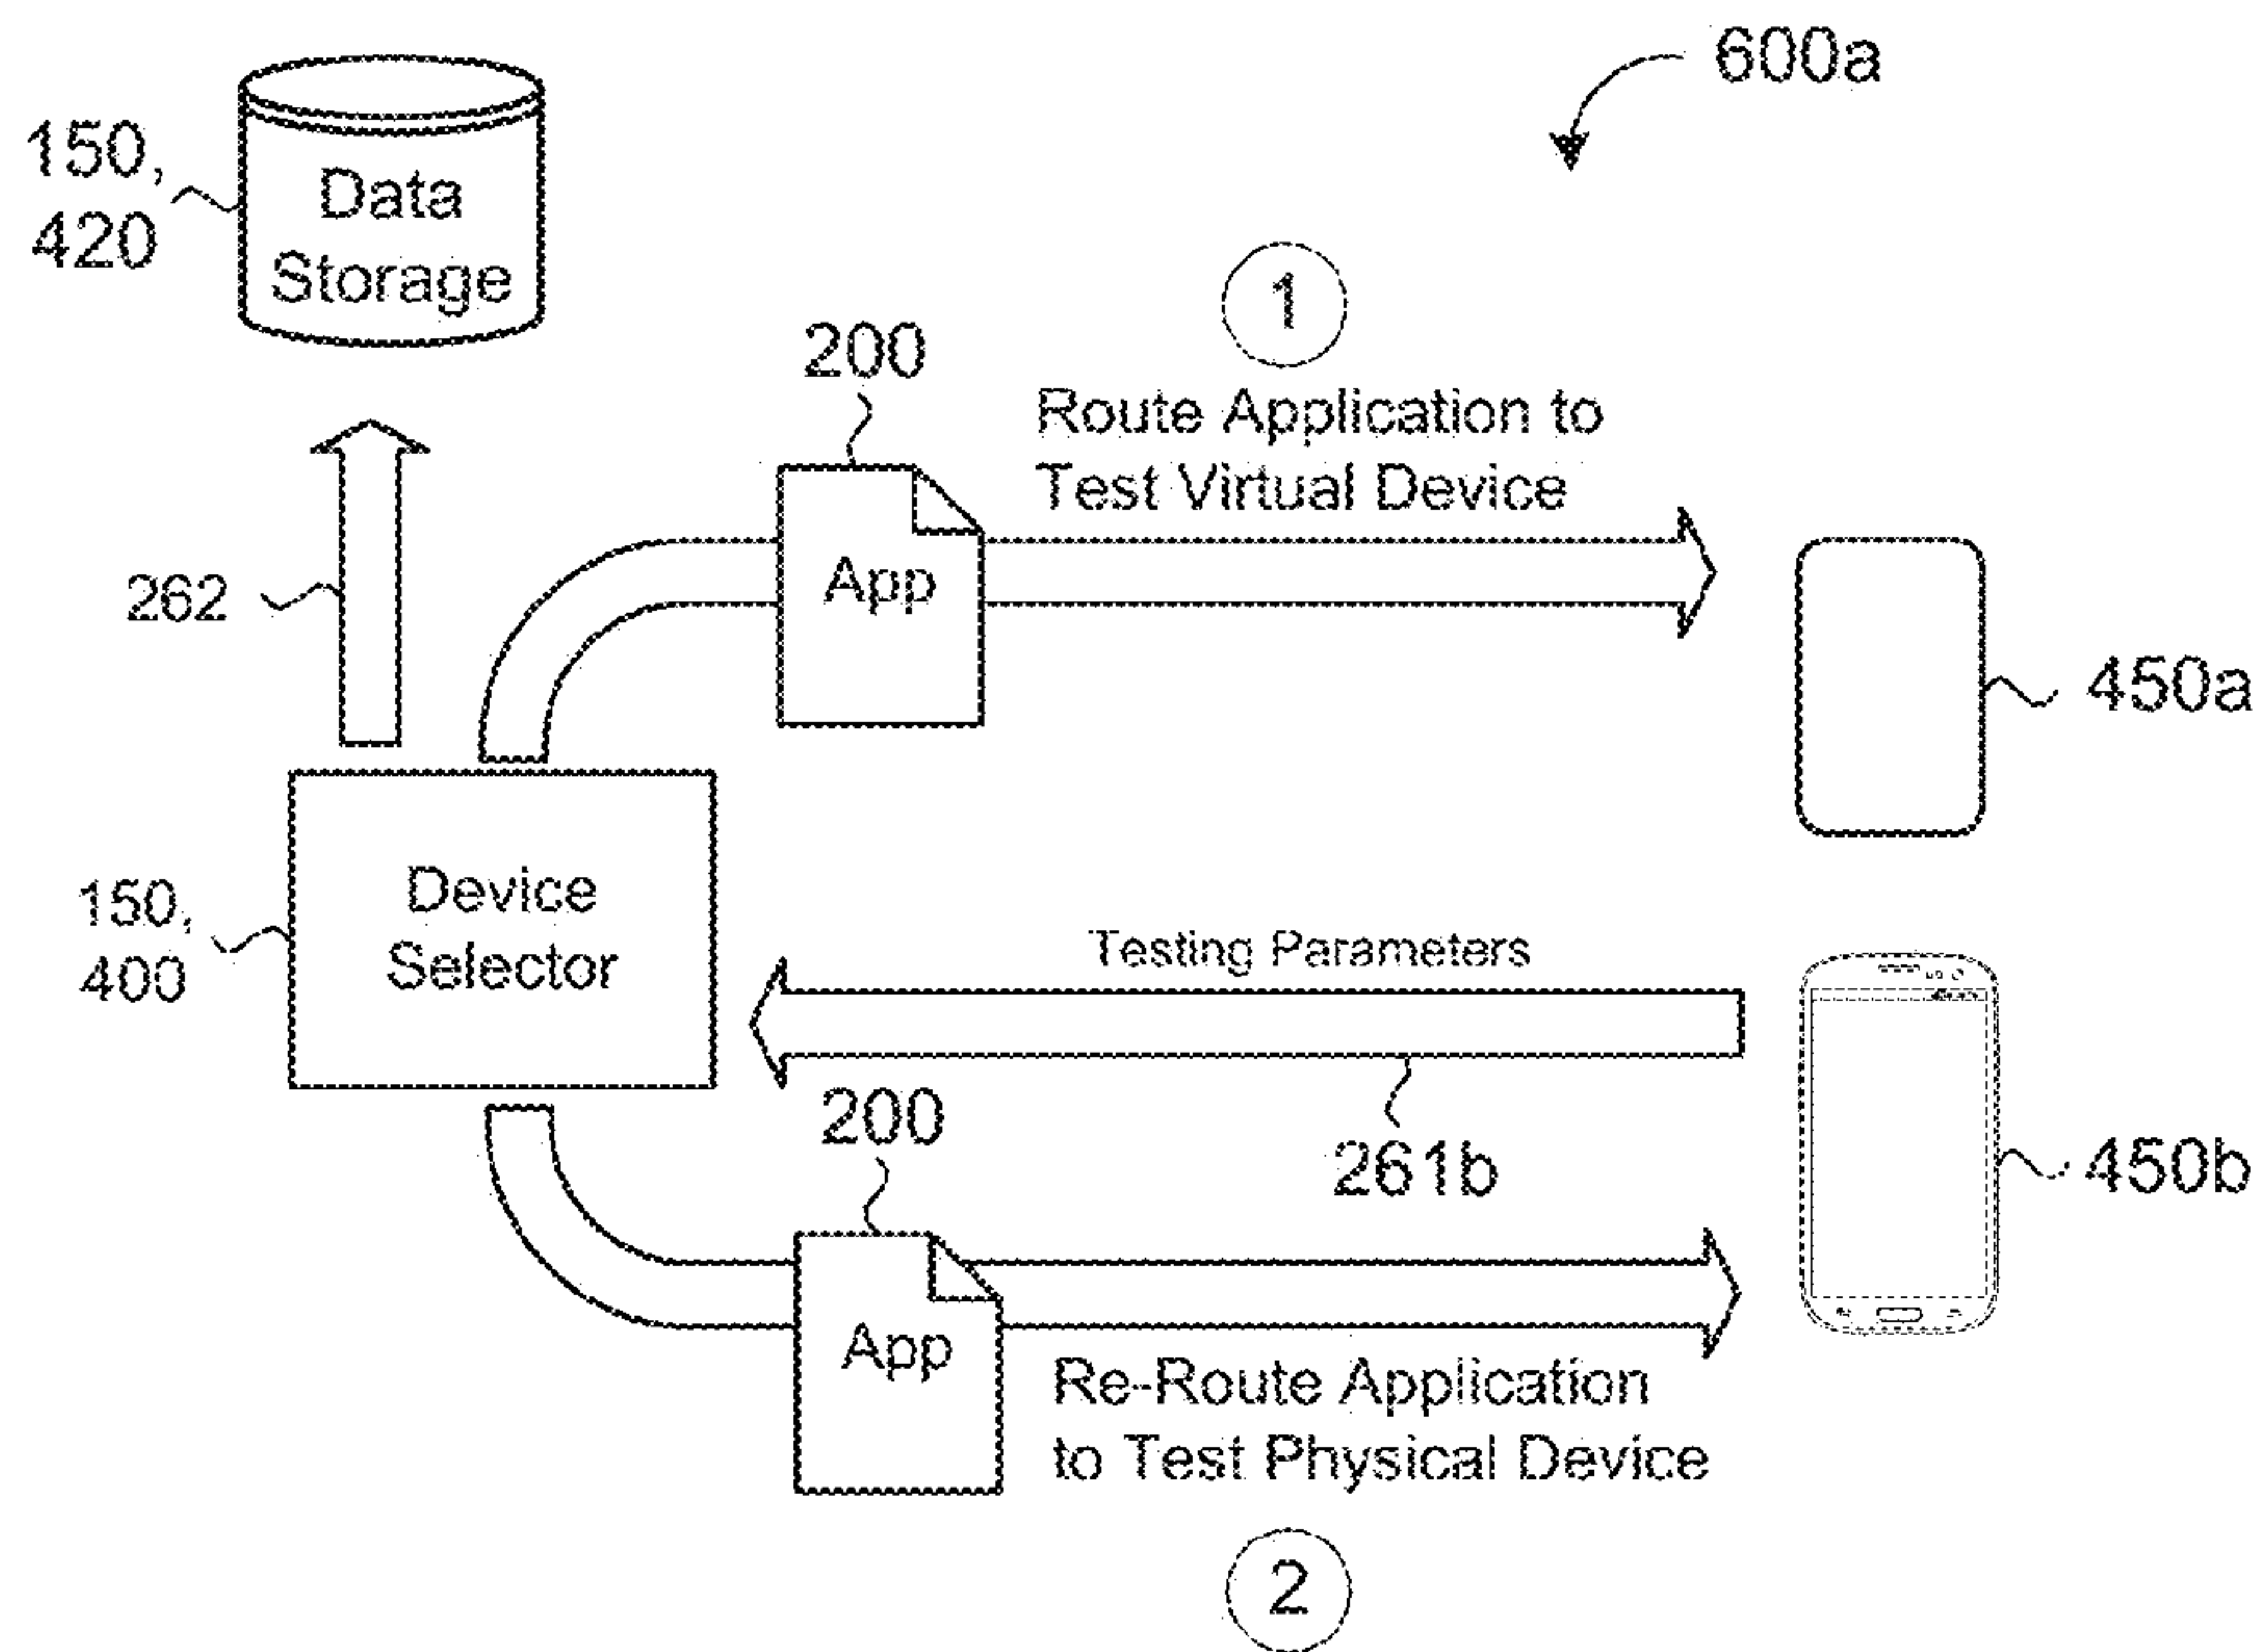 600a
150,
420
Data
Storage
1
200
Route Application to
Test Virtual Device
262
App
450a
150,
400
Device
Selector
Testing Parameters
200
261b
450b
App
Re-Route Application
to Test Physical Device
2